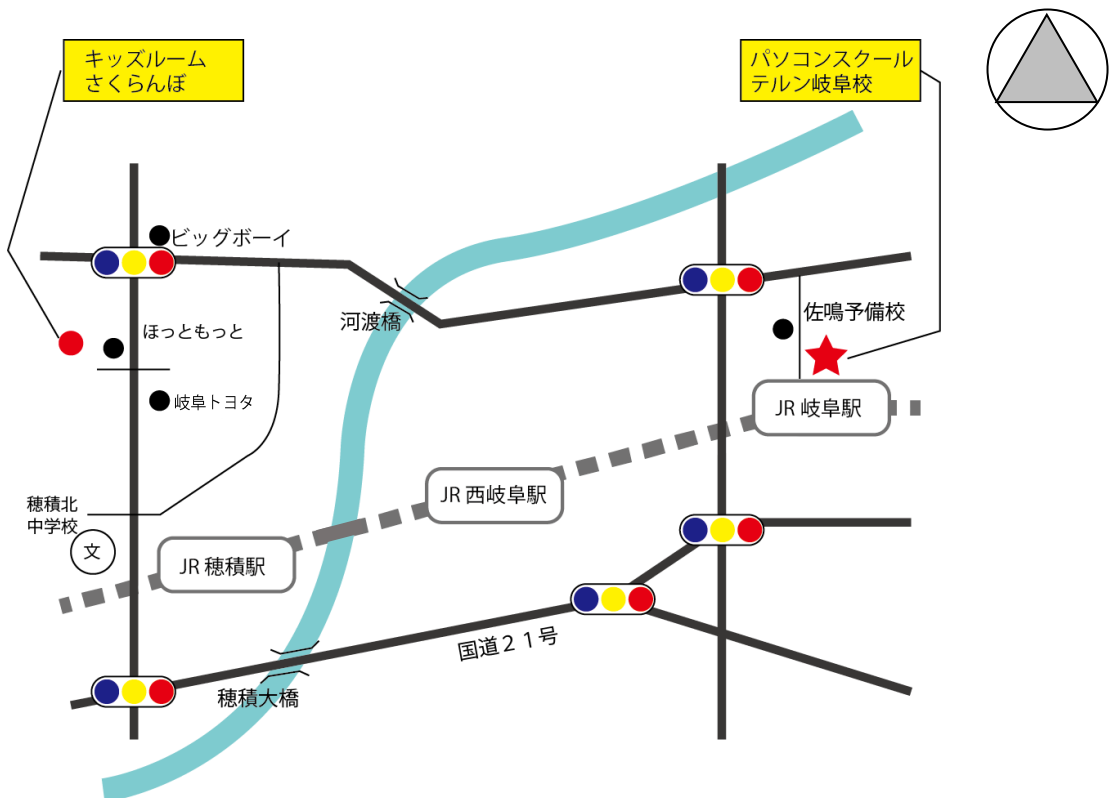 キッズルーム
さくらんぼ
パソコンスクール
テルン岐阜校
ビッグボーイ
河渡橋
佐鳴予備校
ほっともっと
岐阜トヨタ
JR 岐阜駅
JR 西岐阜駅
穂積北
中学校
文
JR 穂積駅
国道２１号
穂積大橋